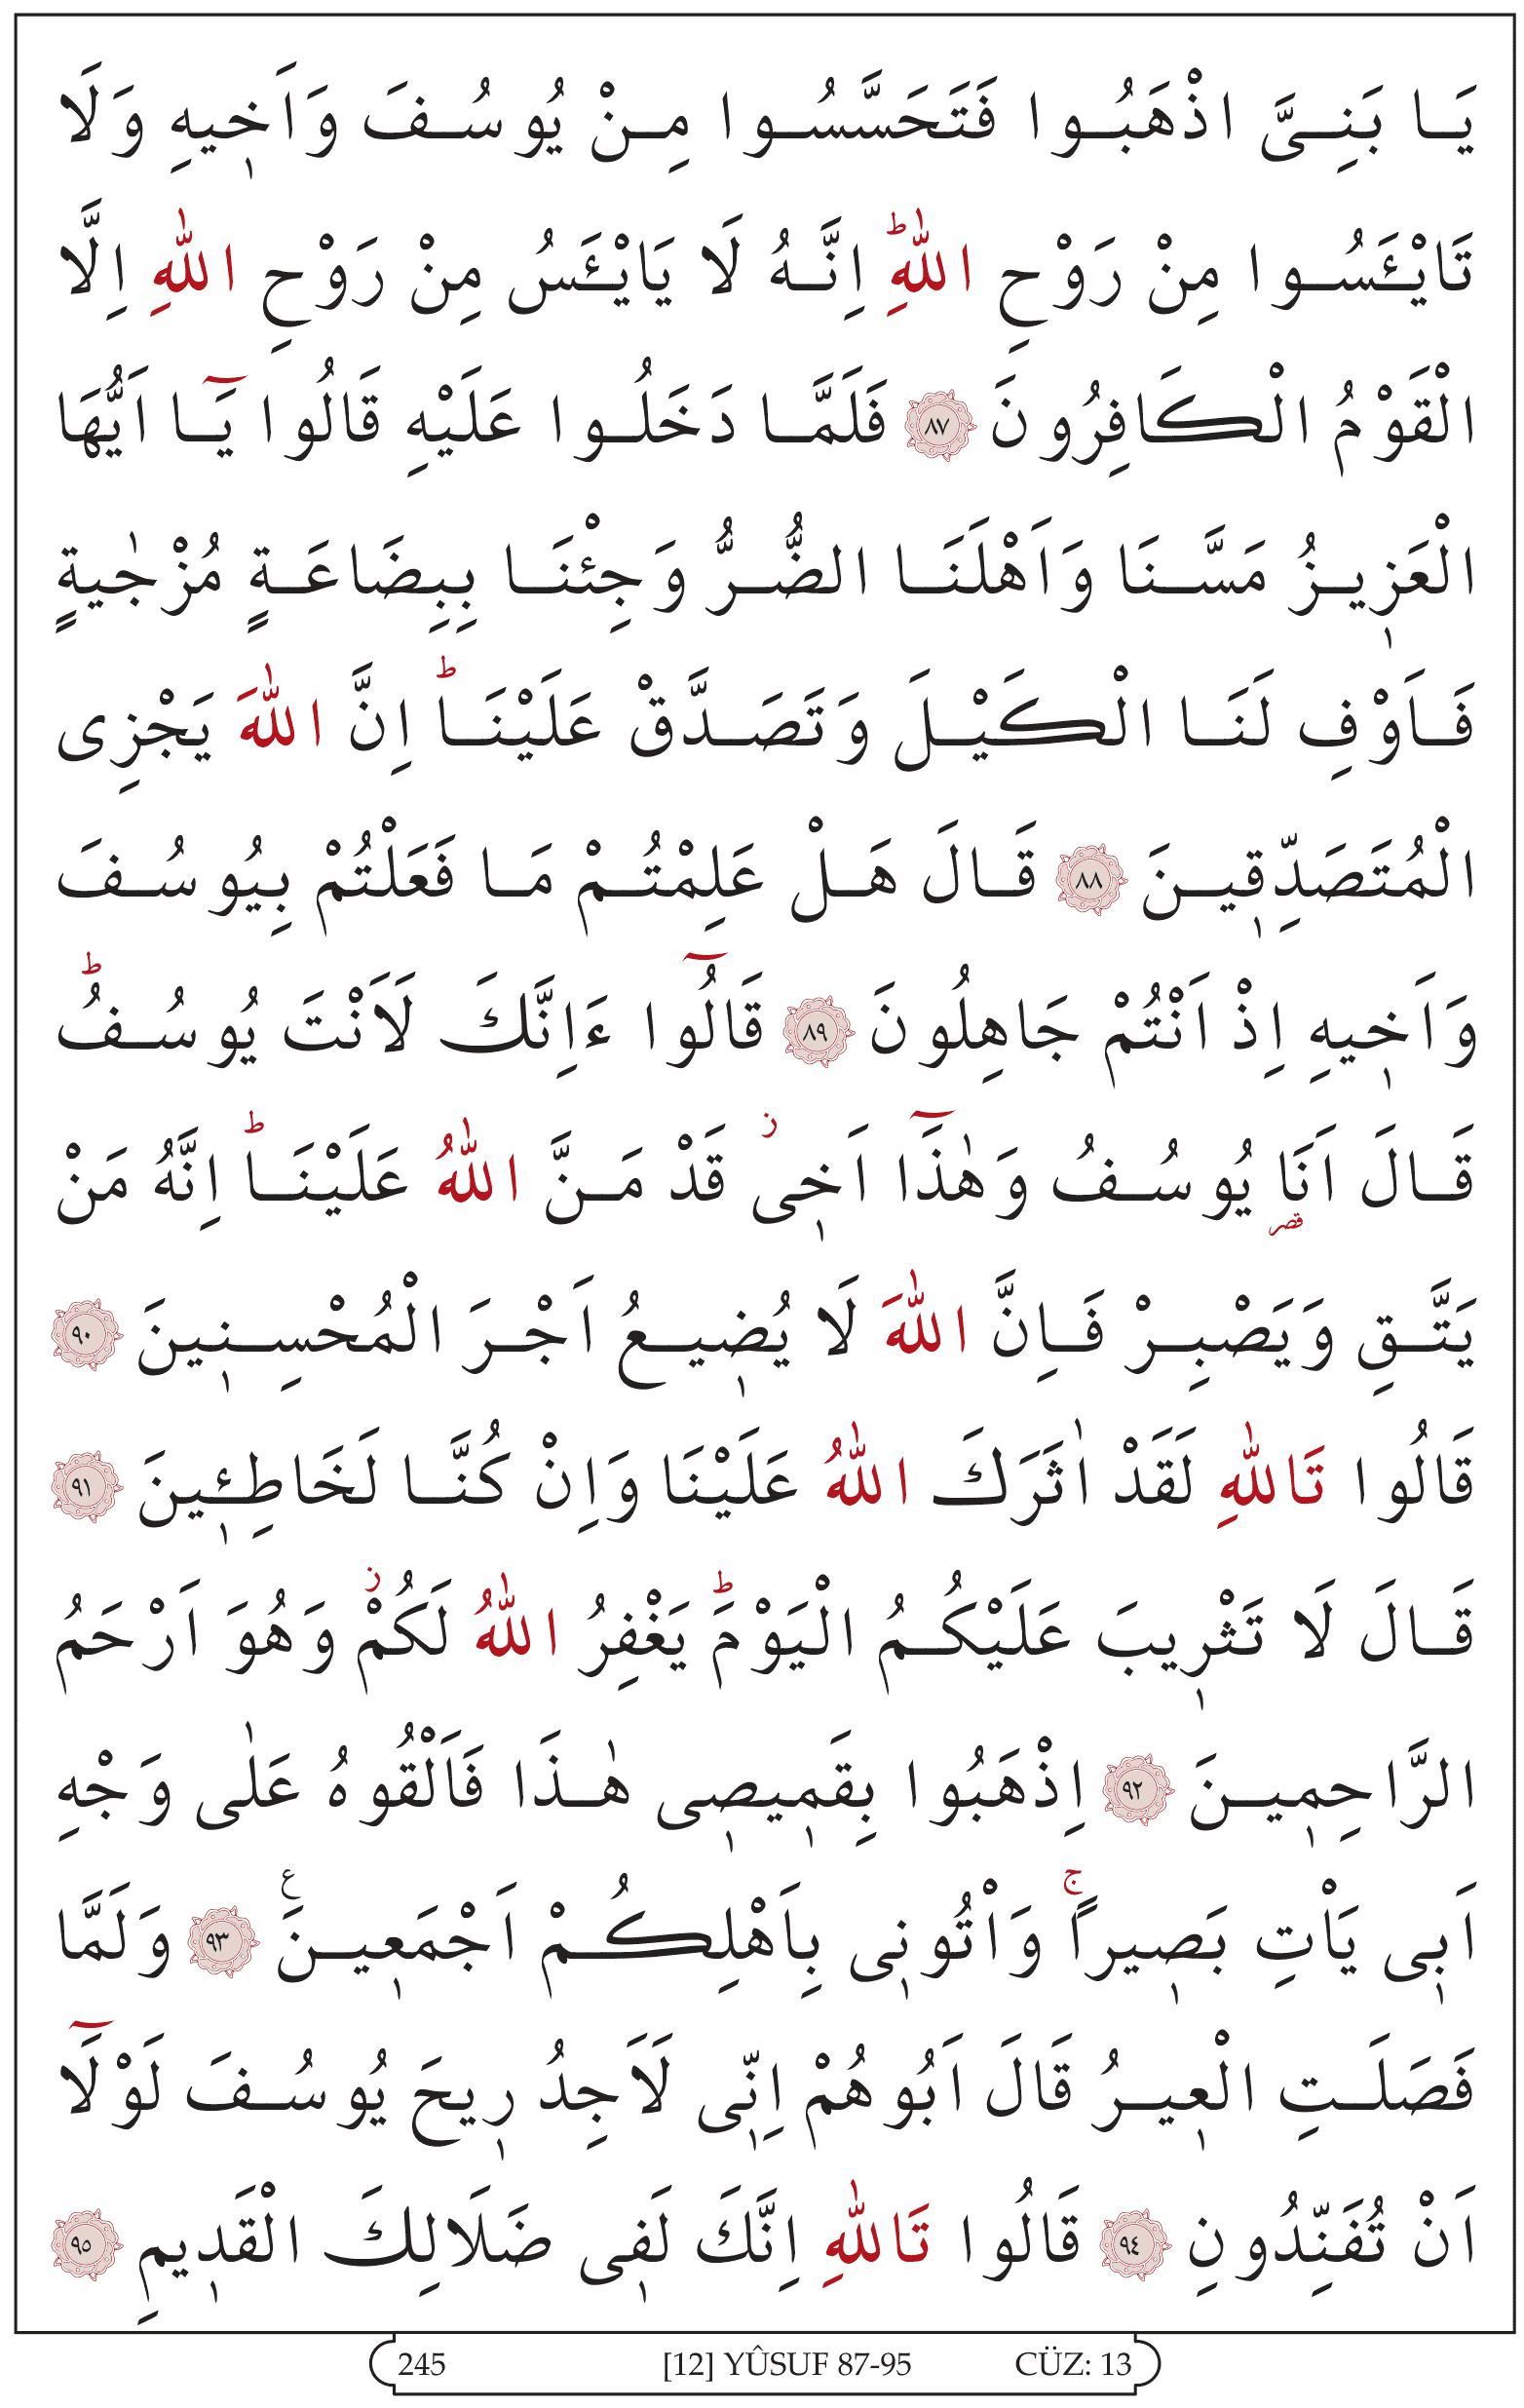 يَا بَنِىَّ اذْهَبُوا فَتَحَسَّسُوا مِنْ يُوسُفَ وَاَخٖيهِ وَلَا
تَايْـَٔسُوا مِنْ رَوْحِ اللّٰهِؕ اِنَّهُ لَا يَايْـَٔسُ مِنْ رَوْحِ اللّٰهِ اِلَّا
الْقَوْمُ الْكَافِرُونَ ﴿٨٧﴾ فَلَمَّا دَخَلُوا عَلَيْهِ قَالُوا يَٓا اَيُّهَا
الْعَزٖيزُ مَسَّنَا وَاَهْلَنَا الضُّرُّ وَجِئْنَا بِبِضَاعَةٍ مُزْجٰيةٍ
فَاَوْفِ لَنَا الْكَيْلَ وَتَصَدَّقْ عَلَيْنَاؕ اِنَّ اللّٰهَ يَجْزِى
الْمُتَصَدِّقٖينَ ﴿٨٨﴾ قَالَ هَلْ عَلِمْتُمْ مَا فَعَلْتُمْ بِيُوسُفَ
وَاَخٖيهِ اِذْ اَنْتُمْ جَاهِلُونَ ﴿٨٩﴾ قَالُٓوا ءَاِنَّكَ لَاَنْتَ يُوسُفُؕ
قَالَ اَنَا۬ يُوسُفُ وَهٰذَٓا اَخٖىؗ قَدْ مَنَّ اللّٰهُ عَلَيْنَاؕ اِنَّهُ مَنْ
قصر
يَتَّقِ وَيَصْبِرْ فَاِنَّ اللّٰهَ لَا يُضٖيعُ اَجْرَ الْمُحْسِنٖينَ ﴿٩٠﴾
قَالُوا تَاللّٰهِ لَقَدْ اٰثَرَكَ اللّٰهُ عَلَيْنَا وَاِنْ كُنَّا لَخَاطِـٖٔينَ ﴿٩١﴾
قَالَ لَا تَثْرٖيبَ عَلَيْكُمُ الْيَوْمَؕ يَغْفِرُ اللّٰهُ لَكُمْؗ وَهُوَ اَرْحَمُ
الرَّاحِمٖينَ ﴿٩٢﴾ اِذْهَبُوا بِقَمٖيصٖى هٰذَا فَاَلْقُوهُ عَلٰى وَجْهِ
اَبٖى يَاْتِ بَصٖيراًۚ وَاْتُونٖى بِاَهْلِكُمْ اَجْمَعٖينَ ع ﴿٩٣﴾ وَلَمَّا
فَصَلَتِ الْعٖيرُ قَالَ اَبُوهُمْ اِنّٖى لَاَجِدُ رٖيحَ يُوسُفَ لَوْلَٓا
اَنْ تُفَنِّدُونِ ﴿٩٤﴾ قَالُوا تَاللّٰهِ اِنَّكَ لَفٖى ضَلَالِكَ الْقَدٖيمِ ﴿٩٥﴾
245 [12] YÛSUF 87-95 CÜZ: 13